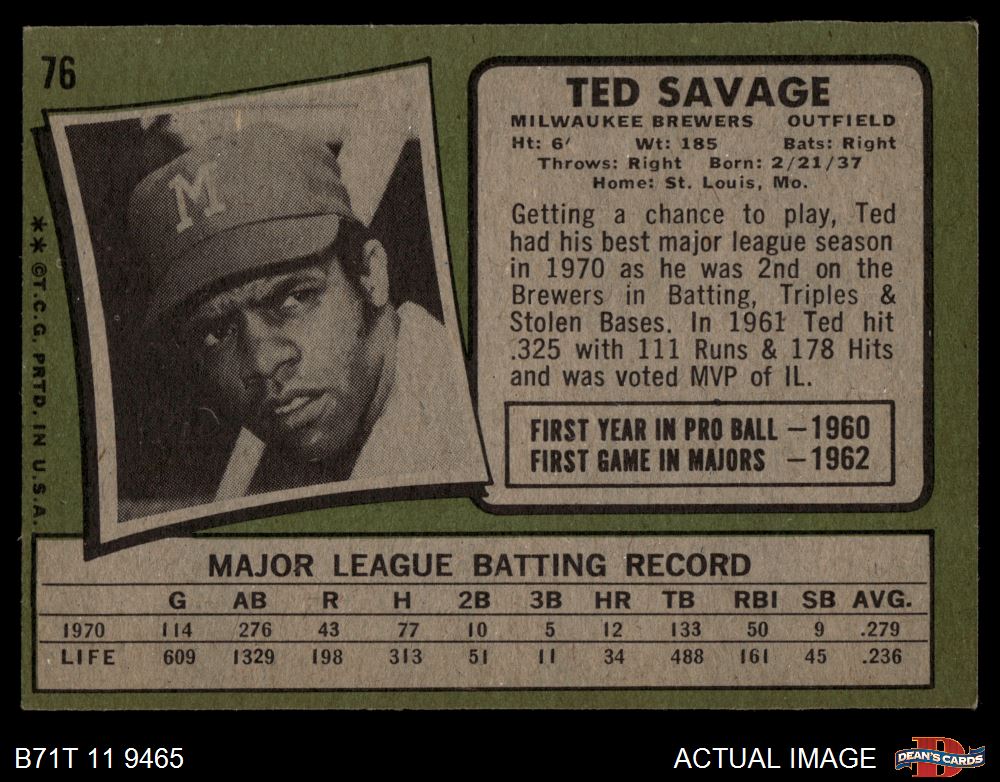 76
TED SAVAGE
MILWAUKEE BREWERS OUTFIELD
Ht: 6' Wt: 185 Bats: Right
Throws: Right Born: 2/21/37
Home: St. Louis, Mo.
Getting a chance to play, Ted
had his best major league season
in 1970 as he was 2nd on the
Brewers in Batting, Triples &
Stolen Bases. In 1961 Ted hit
.325 with 111 Runs & 178 Hits
and was voted MVP of IL.
FIRST YEAR IN PRO BALL — 1960
FIRST GAME IN MAJORS — 1962
M
** © T.C.G. PRTD. IN U.S.A.
MAJOR LEAGUE BATTING RECORD
G AB R H 2B 3B HR TB RBI SB AVG.
1970 114 276 43 77 10 5 12 133 50 9 .279
LIFE 609 1329 198 313 51 11 34 488 161 45 .236
B71T 11 9465
ACTUAL IMAGE
D
DEAN'S CARDS